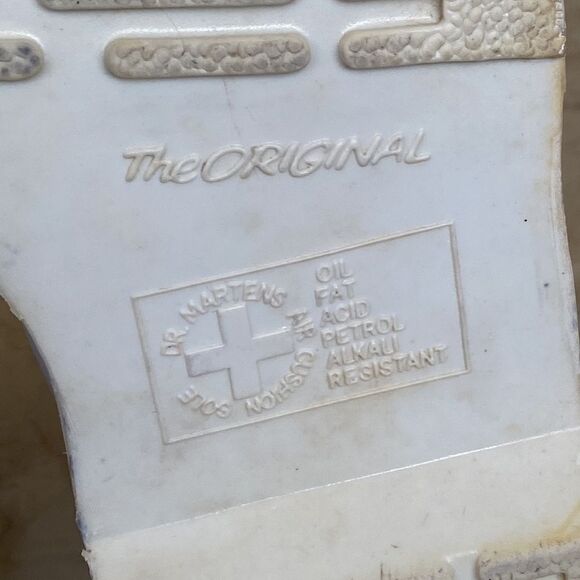 The ORIGINAL
DR. MARTENS AIR CUSHION SOLE
OIL
FAT
ACID
PETROL
ALKALI
RESISTANT